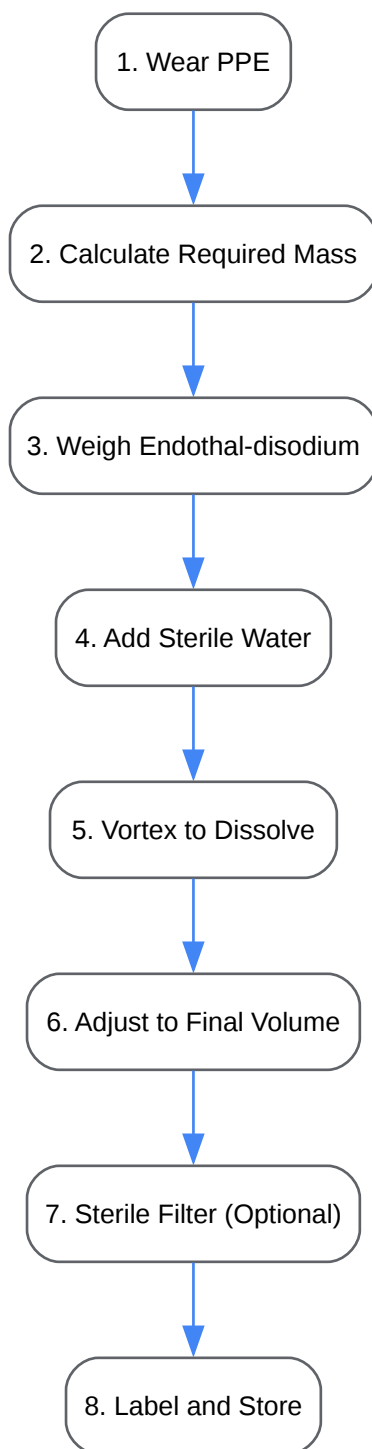 1. Wear PPE
2. Calculate Required Mass
3. Weigh Endothal-disodium
4. Add Sterile Water
5. Vortex to Dissolve
6. Adjust to Final Volume
7. Sterile Filter (Optional)
8. Label and Store